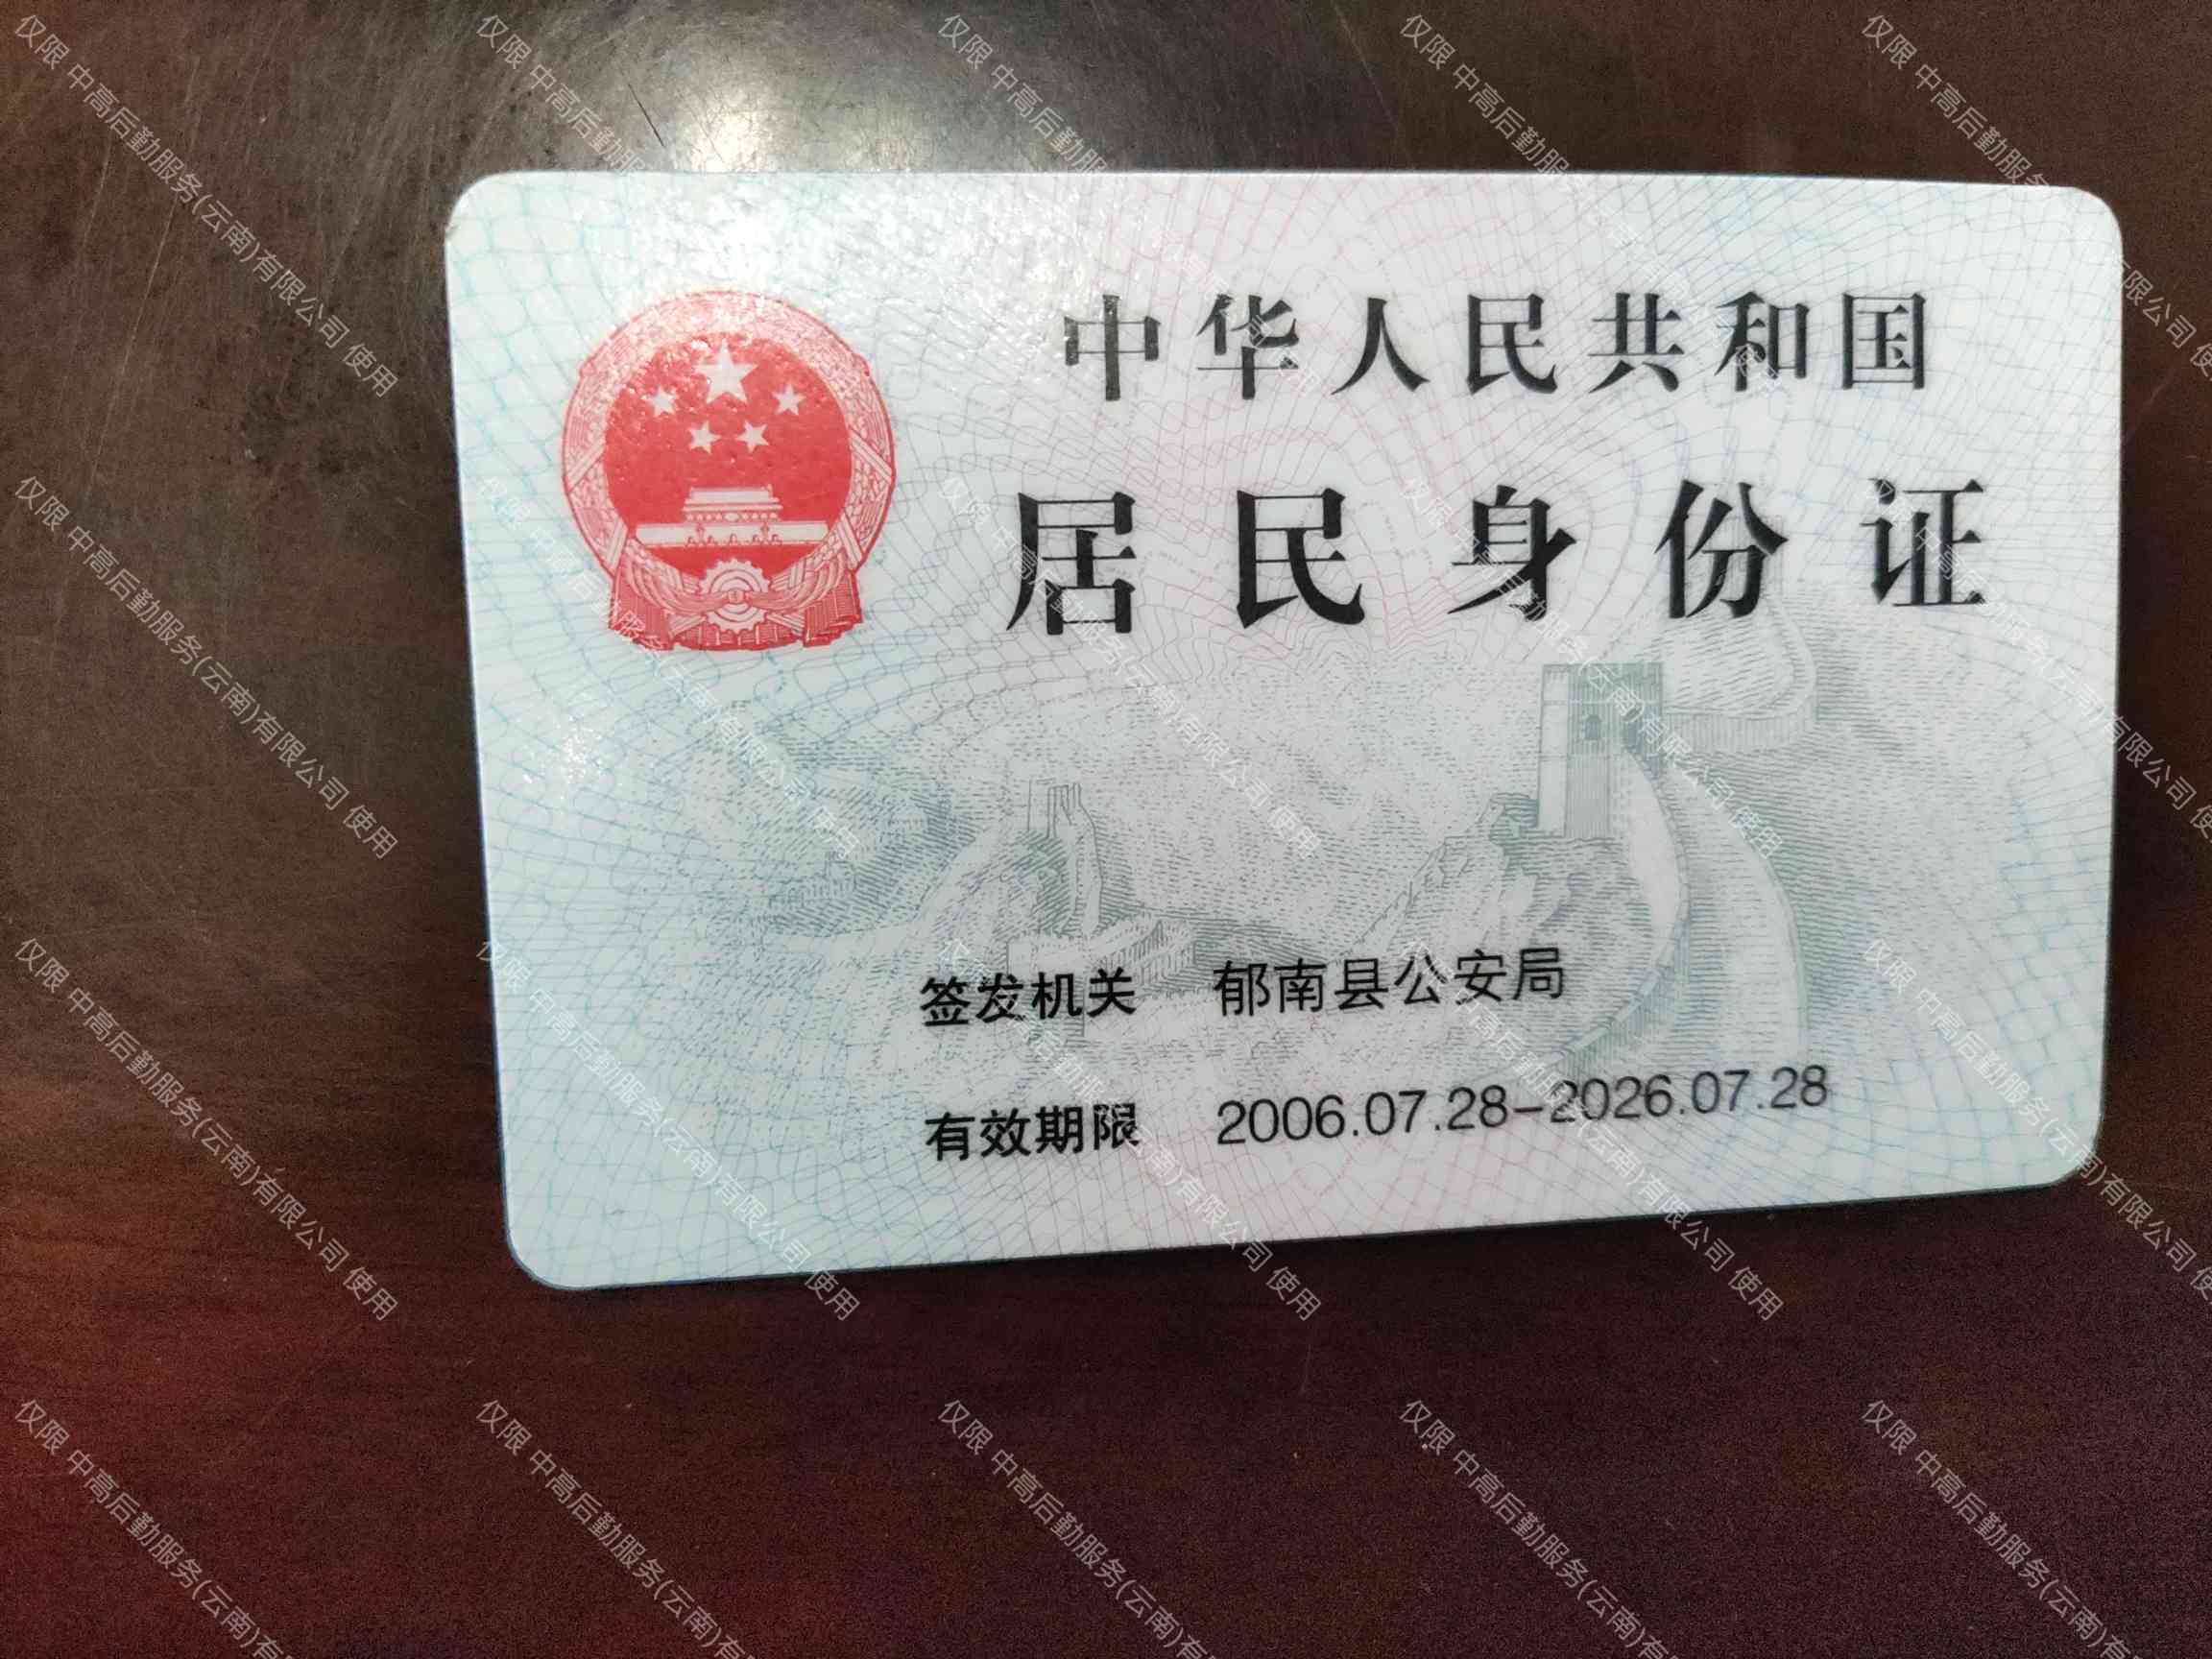 中华人民共和国
居民身份证
签发机关 郁南县公安局
有效期限 2006.07.28-2026.07.28
仅限 中高后勤服务(云南)有限公司 使用